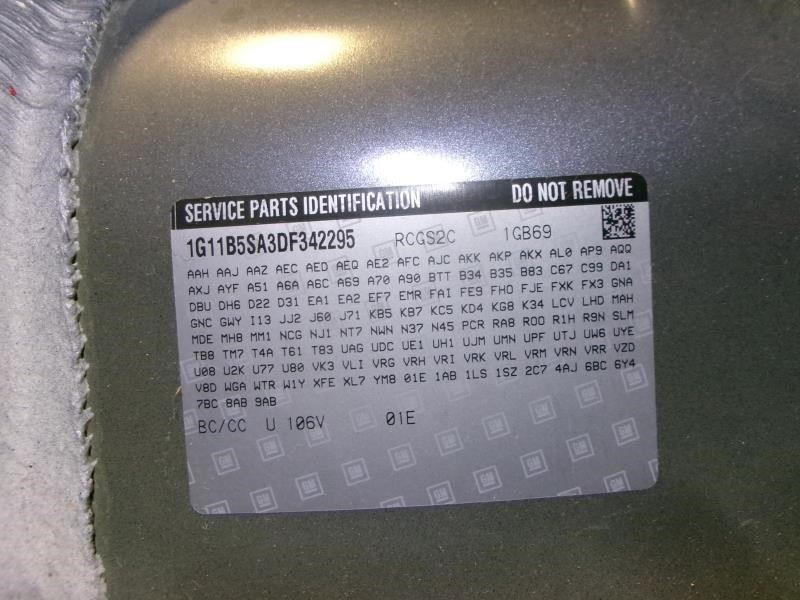 SERVICE PARTS IDENTIFICATION DO NOT REMOVE
1G11B5SA3DF342295 RCGS2C 1GB69
AAH AAJ AAZ AEC AED AEQ AE2 AFC AJC AKK AKP AKX AL0 AP9 AQQ
AXJ AYF A51 A6A A6C A69 A70 A90 BTT B34 B35 B83 C67 C99 DA1
DBU DH6 D22 D31 EA1 EA2 EF7 EMR FAI FE9 FHO FJE FXK FX3 GNA
GNC GWY I13 JJ2 J60 J71 KB5 KB7 KC5 KD4 KG8 K34 LCV LHD MAH
MDE MH8 MM1 NCG NJ1 NT7 NWN N37 N45 PCR RA8 ROO R1H R9N SLM
TB8 TM7 T4A T61 T83 UAG UDC UE1 UH1 UJM UMN UPF UTJ UW6 UYE
U08 U2K U77 U80 VK3 VLI VRG VRH VRI VRK VRL VRM VRN VRR VZD
V8D WGA WTR W1Y XFE XL7 YM8 01E 1AB 1LS 1SZ 2C7 4AJ 6BC 6Y4
7BC 8AB 9AB
BC/CC U 106V 01E